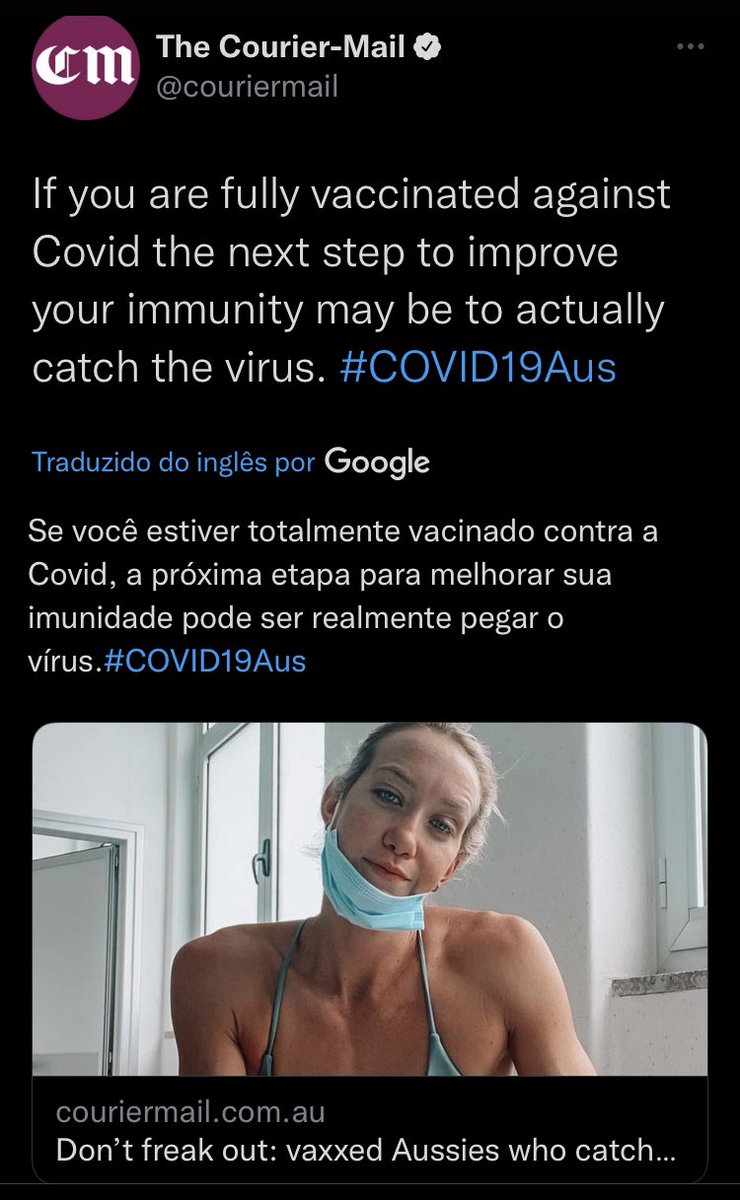 CM
The Courier-Mail
@couriermail
If you are fully vaccinated against
Covid the next step to improve
your immunity may be to actually
catch the virus. #COVID19Aus
Traduzido do inglês por Google
Se você estiver totalmente vacinado contra a
Covid, a próxima etapa para melhorar sua
imunidade pode ser realmente pegar o
vírus.#COVID19Aus
couriermail.com.au
Don’t freak out: vaxxed Aussies who catch...